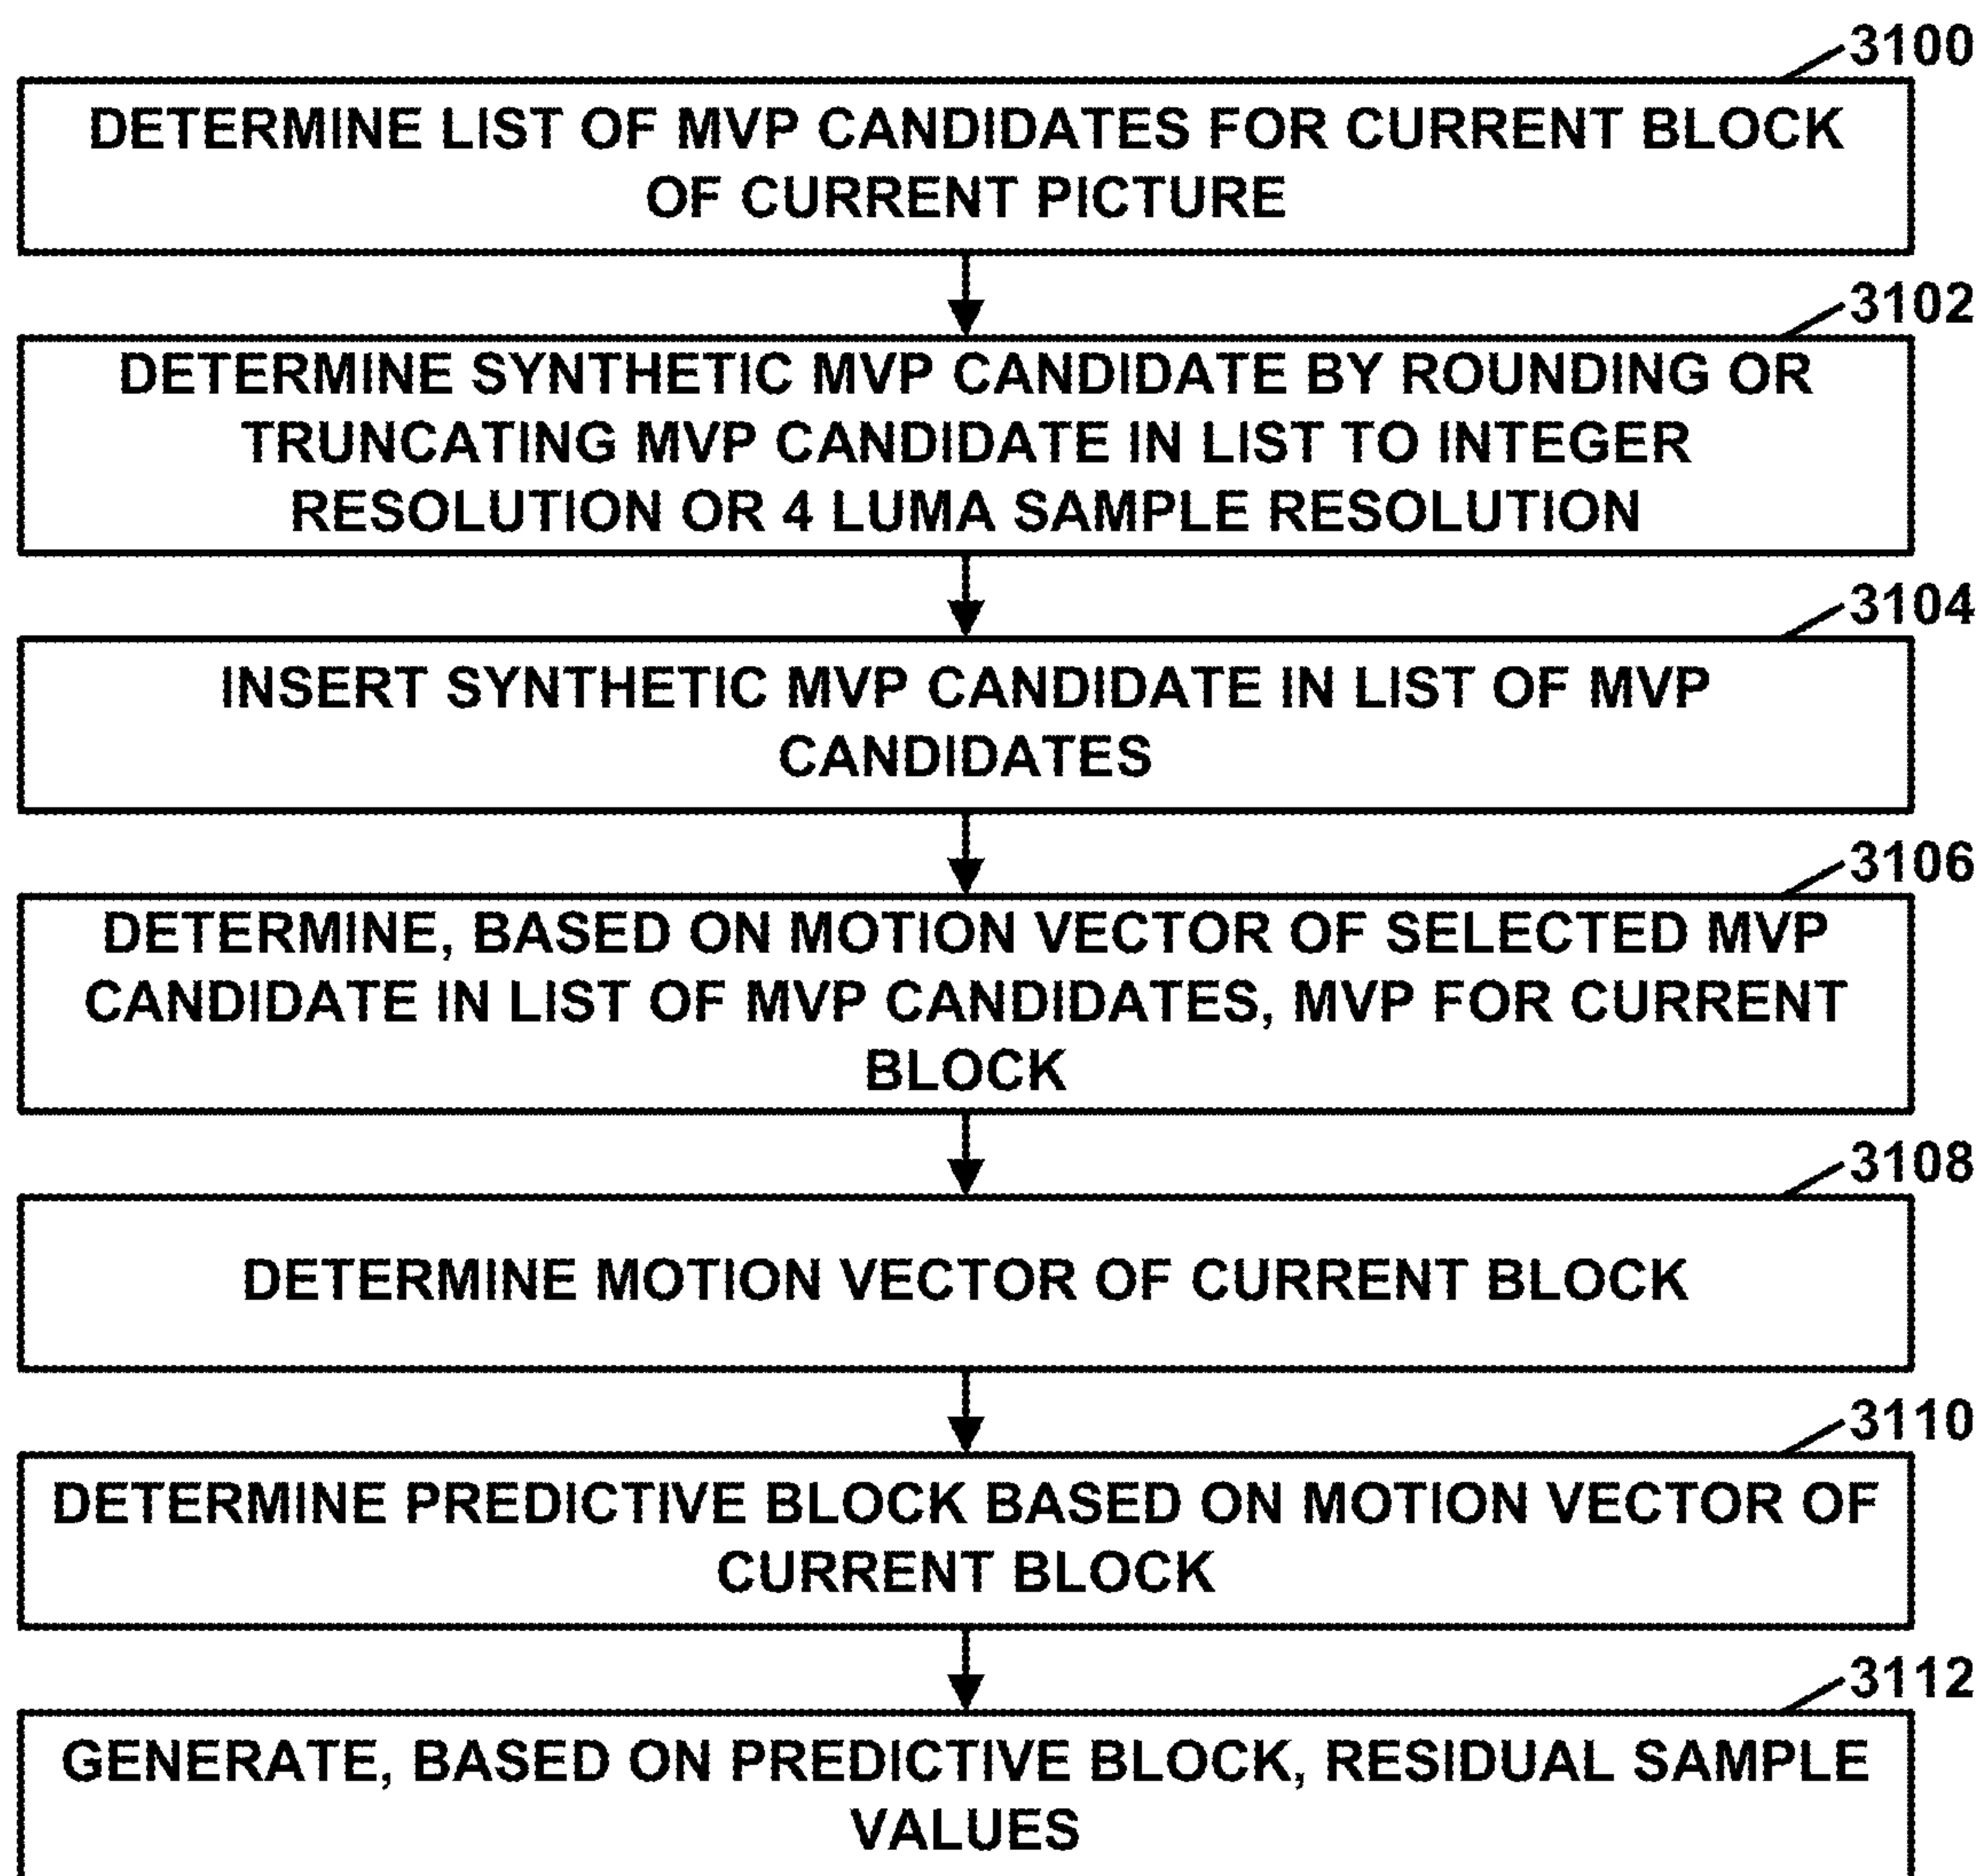 3100
DETERMINE LIST OF MVP CANDIDATES FOR CURRENT BLOCK
OF CURRENT PICTURE
3102
DETERMINE SYNTHETIC MVP CANDIDATE BY ROUNDING OR
TRUNCATING MVP CANDIDATE IN LIST TO INTEGER
RESOLUTION OR 4 LUMA SAMPLE RESOLUTION
3104
INSERT SYNTHETIC MVP CANDIDATE IN LIST OF MVP
CANDIDATES
3106
DETERMINE, BASED ON MOTION VECTOR OF SELECTED MVP
CANDIDATE IN LIST OF MVP CANDIDATES, MVP FOR CURRENT
BLOCK
3108
DETERMINE MOTION VECTOR OF CURRENT BLOCK
3110
DETERMINE PREDICTIVE BLOCK BASED ON MOTION VECTOR OF
CURRENT BLOCK
3112
GENERATE, BASED ON PREDICTIVE BLOCK, RESIDUAL SAMPLE
VALUES